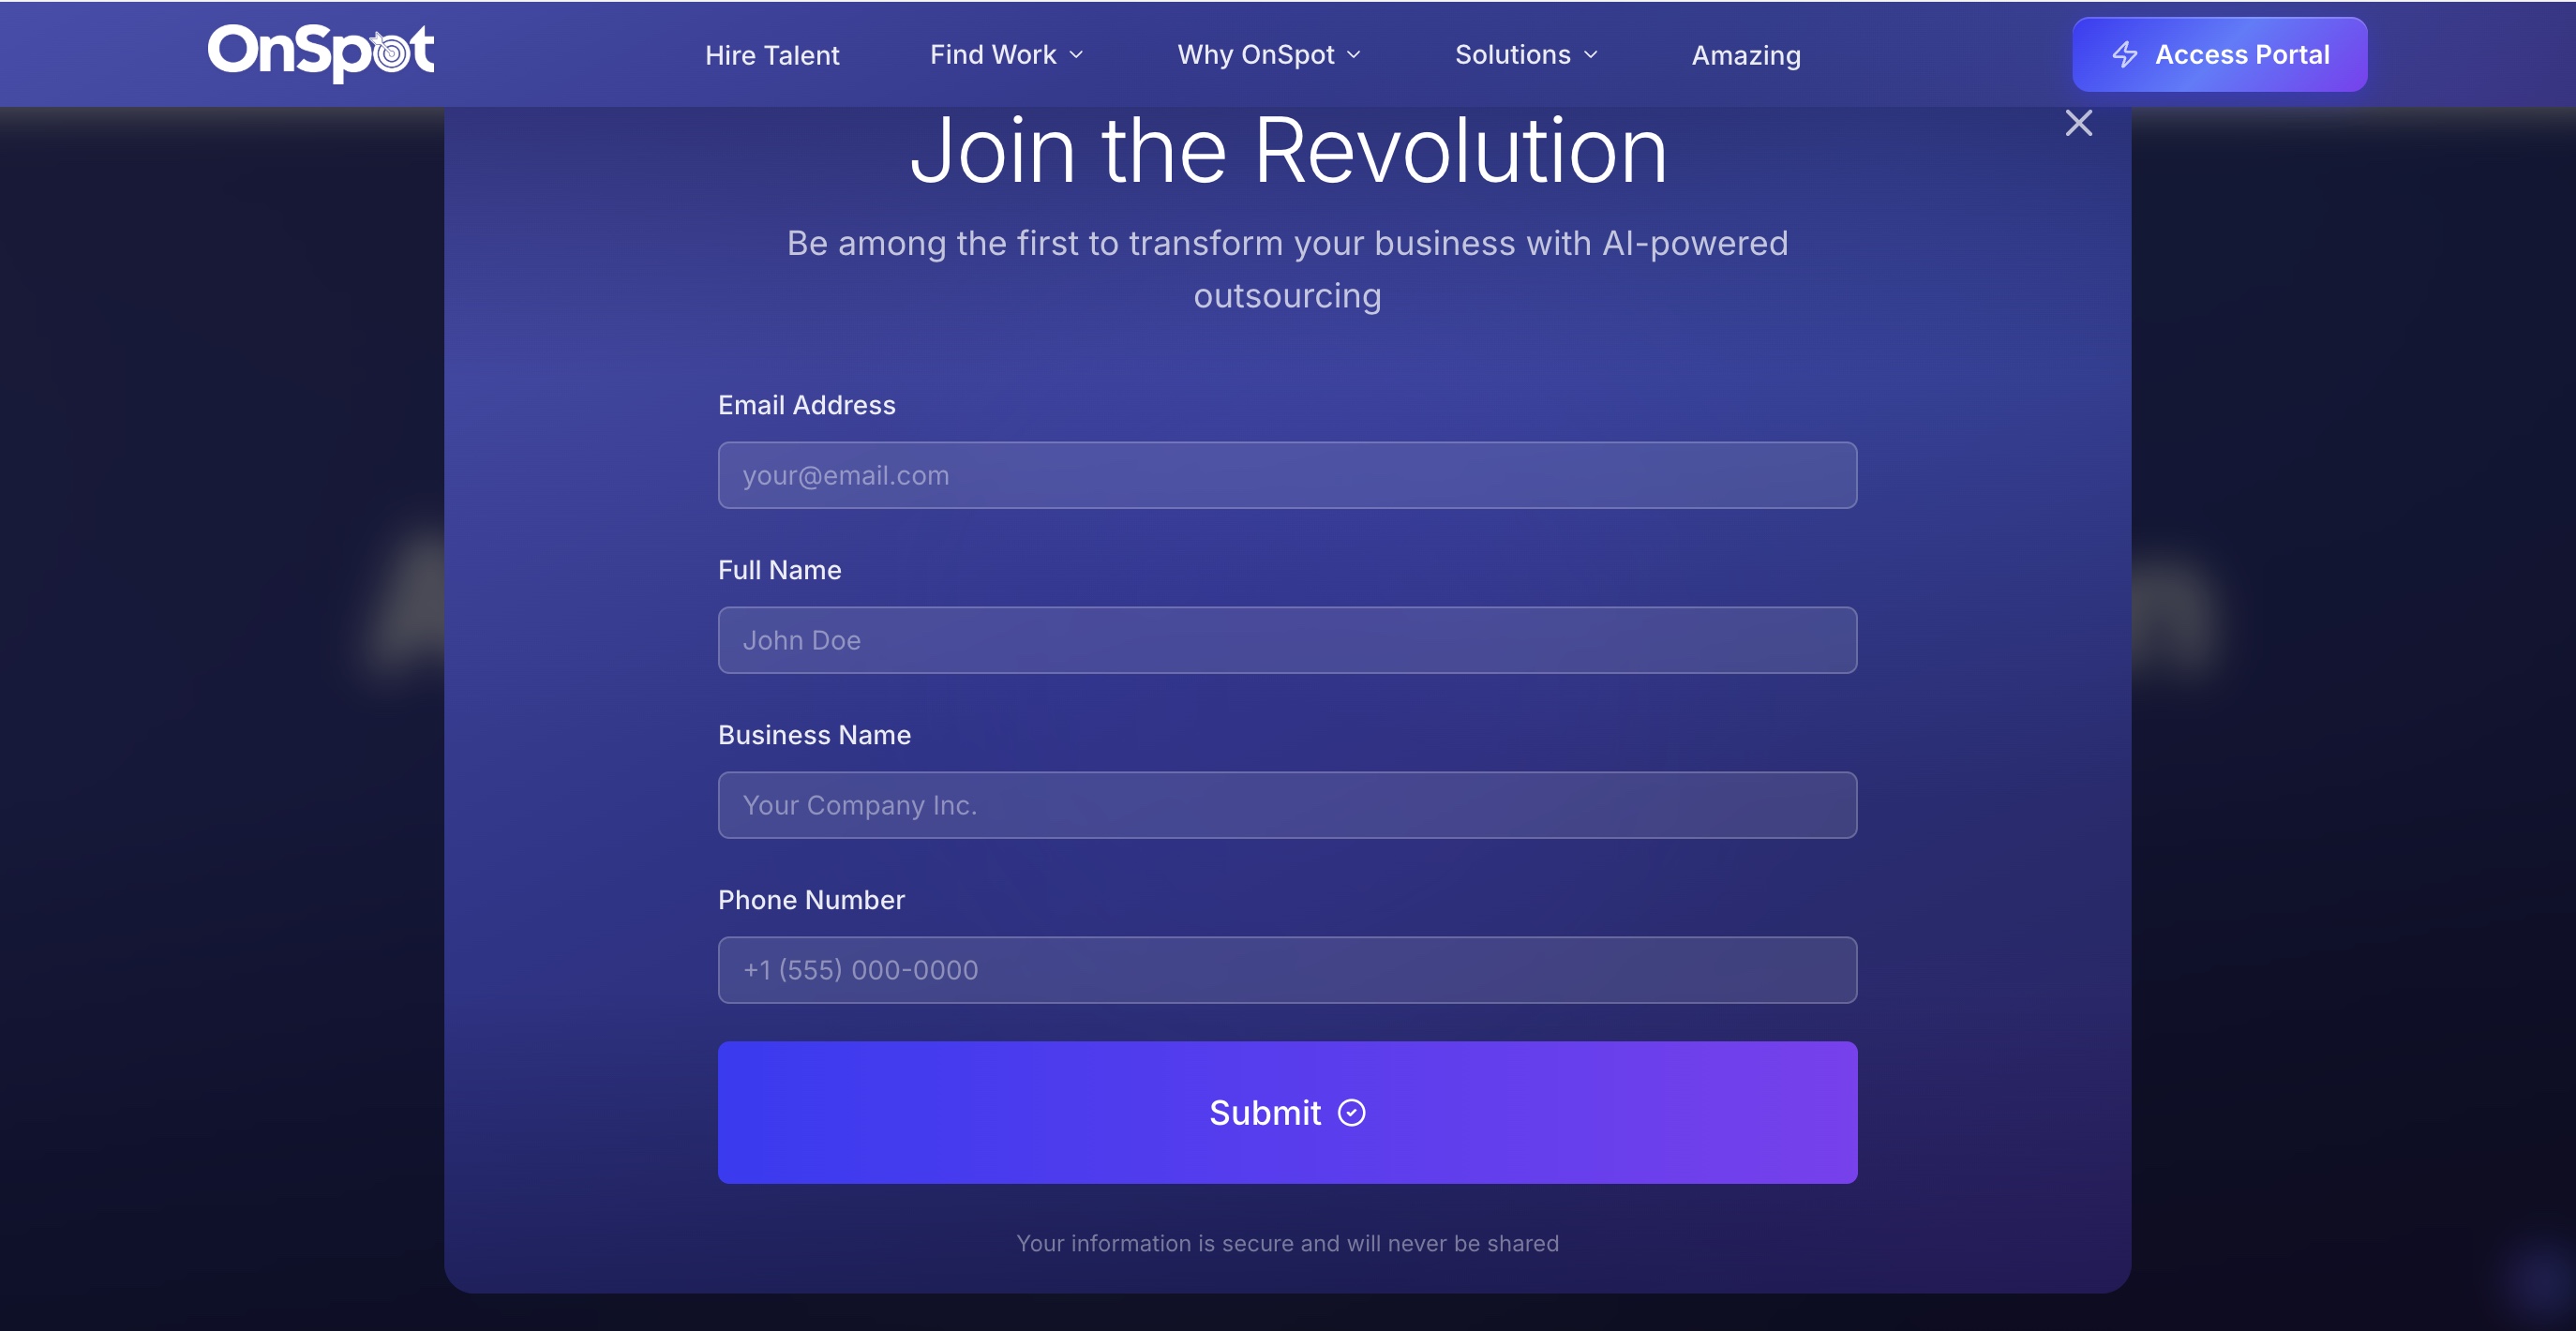 OnSpot
Hire Talent
Find Work
Why OnSpot
Solutions
Amazing
Access Portal
Join the Revolution
Be among the first to transform your business with AI-powered
outsourcing
Email Address
your@email.com
Full Name
John Doe
Business Name
Your Company Inc.
Phone Number
+1 (555) 000-0000
Submit
Your information is secure and will never be shared